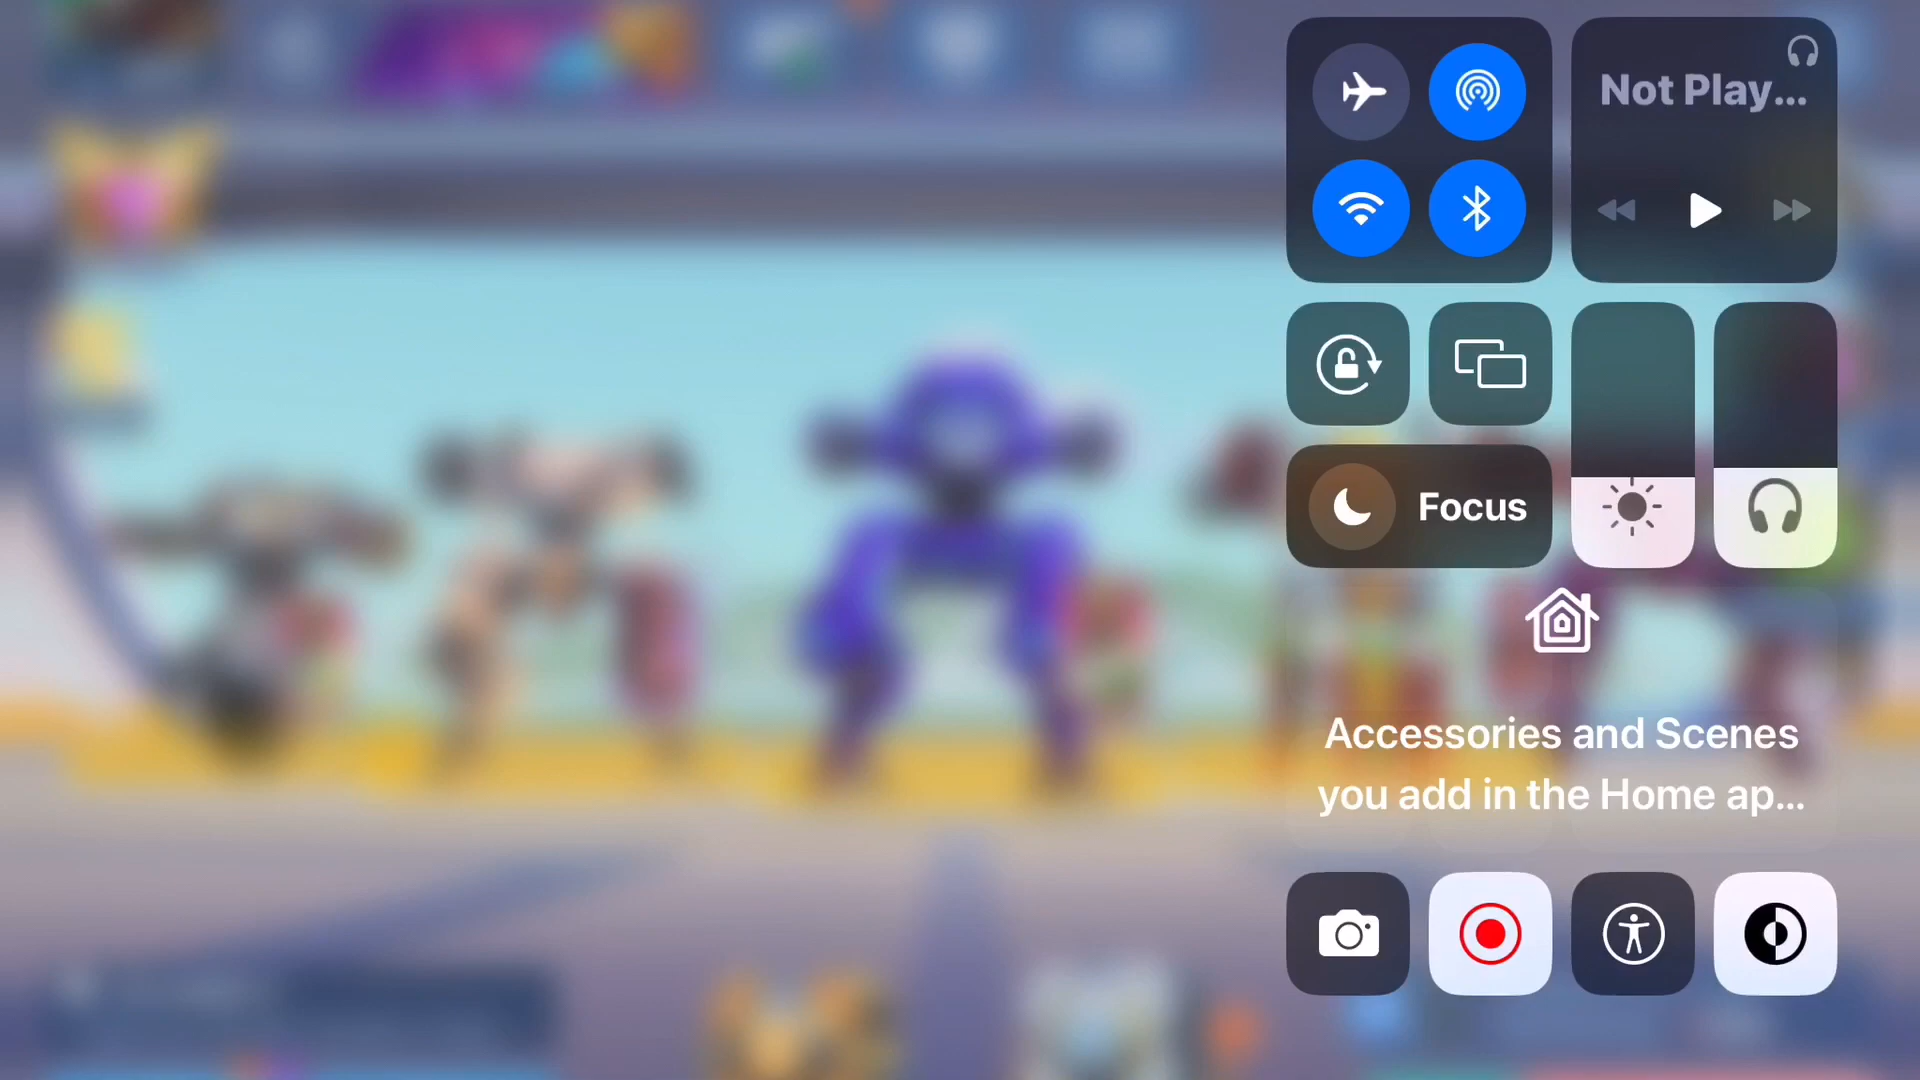 Not Play...
Focus
Accessories and Scenes
you add in the Home ap...